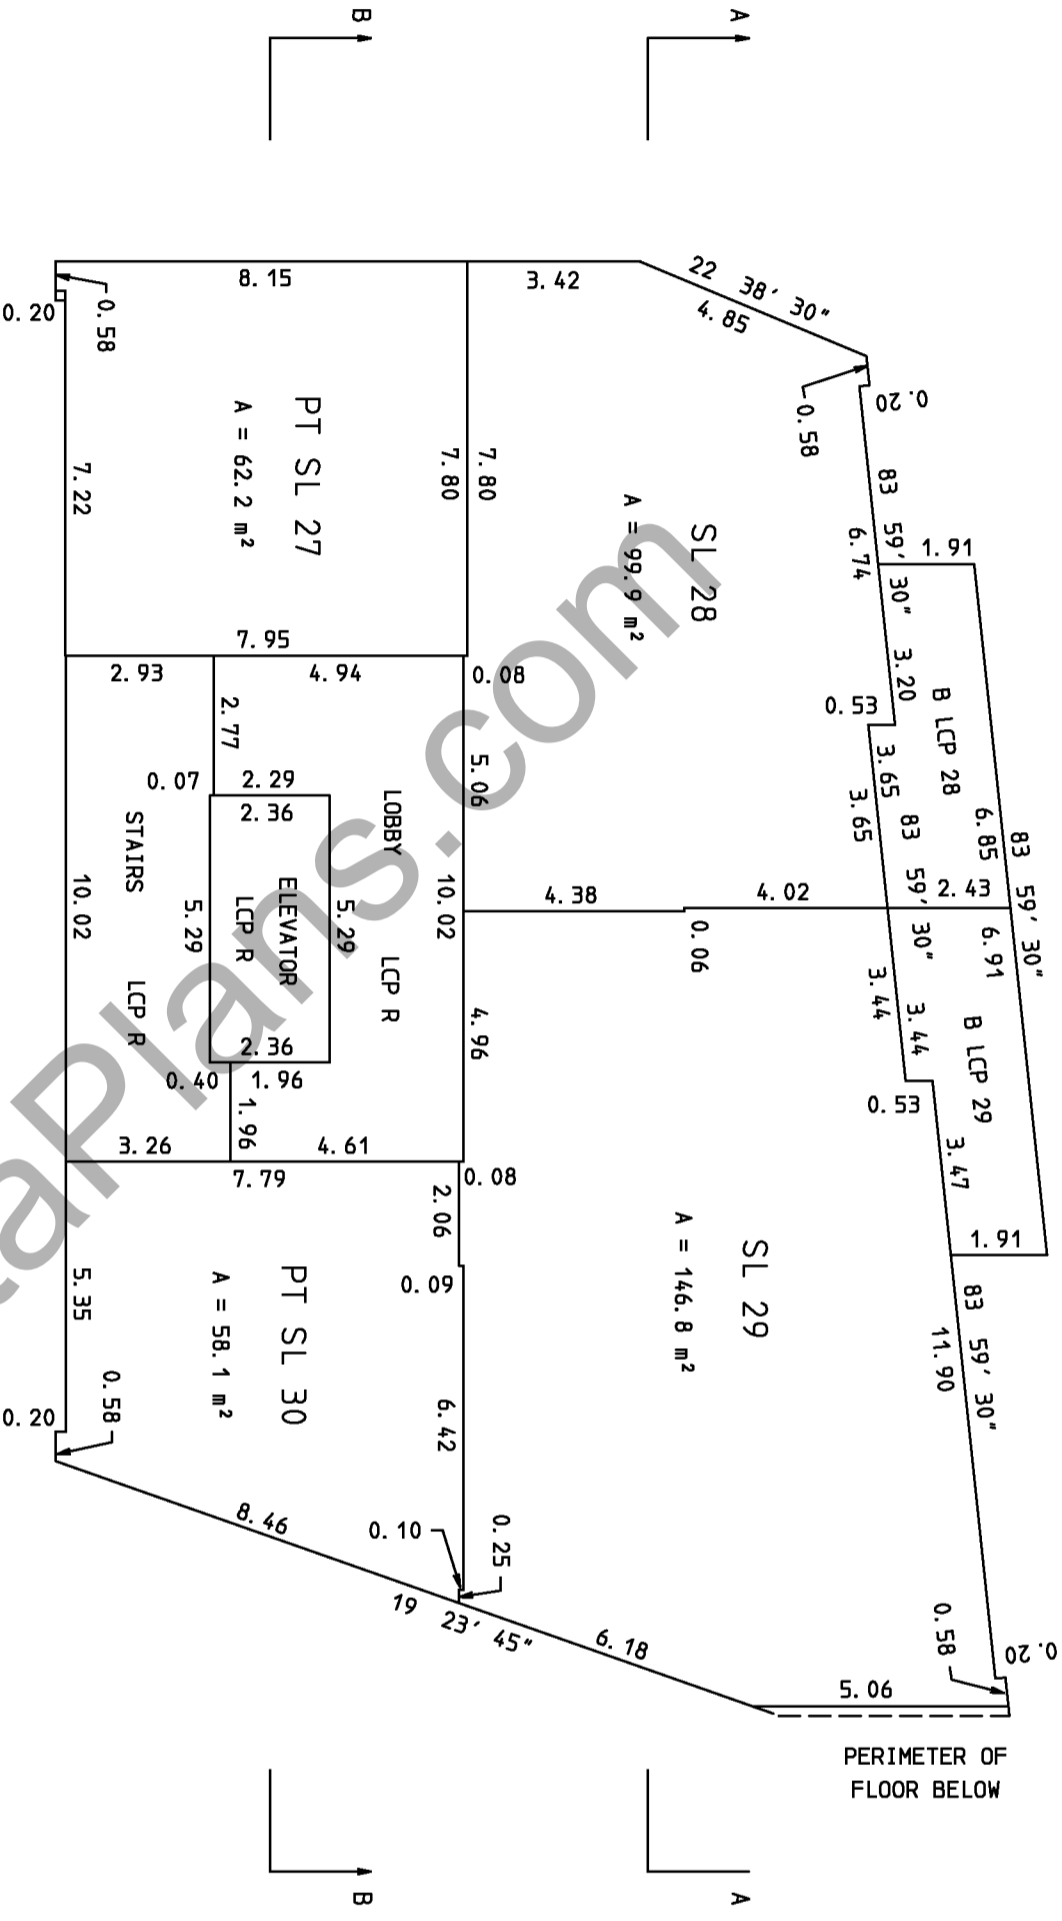 B
A
8.15
3.42
22 38' 30"
4.85
0.20
0.58
0.58
0.20
PT SL 27
A = 62.2 m²
7.22
7.80
7.80
SL 28
A = 99.9 m²
83 59' 30"
6.74
1.91
3.20
B LCP 28
6.85
83 59' 30"
0.53
7.95
2.93
4.94
0.08
2.77
0.07
2.29
2.36
5.06
3.65
3.65
83 59' 30"
STAIRS
LCP R
LOBBY
LCP R
ELEVATOR
LCP R
5.29
5.29
10.02
10.02
4.38
4.02
2.43
0.06
6.91
3.44
3.44
B LCP 29
4.96
2.36
0.40
1.96
1.96
0.53
3.26
4.61
7.79
0.08
2.06
0.09
3.47
1.91
SL 29
A = 146.8 m²
PT SL 30
A = 58.1 m²
5.35
83 59' 30"
11.90
0.58
0.20
6.42
8.46
0.10
0.25
19 23' 45"
6.18
0.58
0.20
5.06
PERIMETER OF
FLOOR BELOW
B
A
aPlans.com